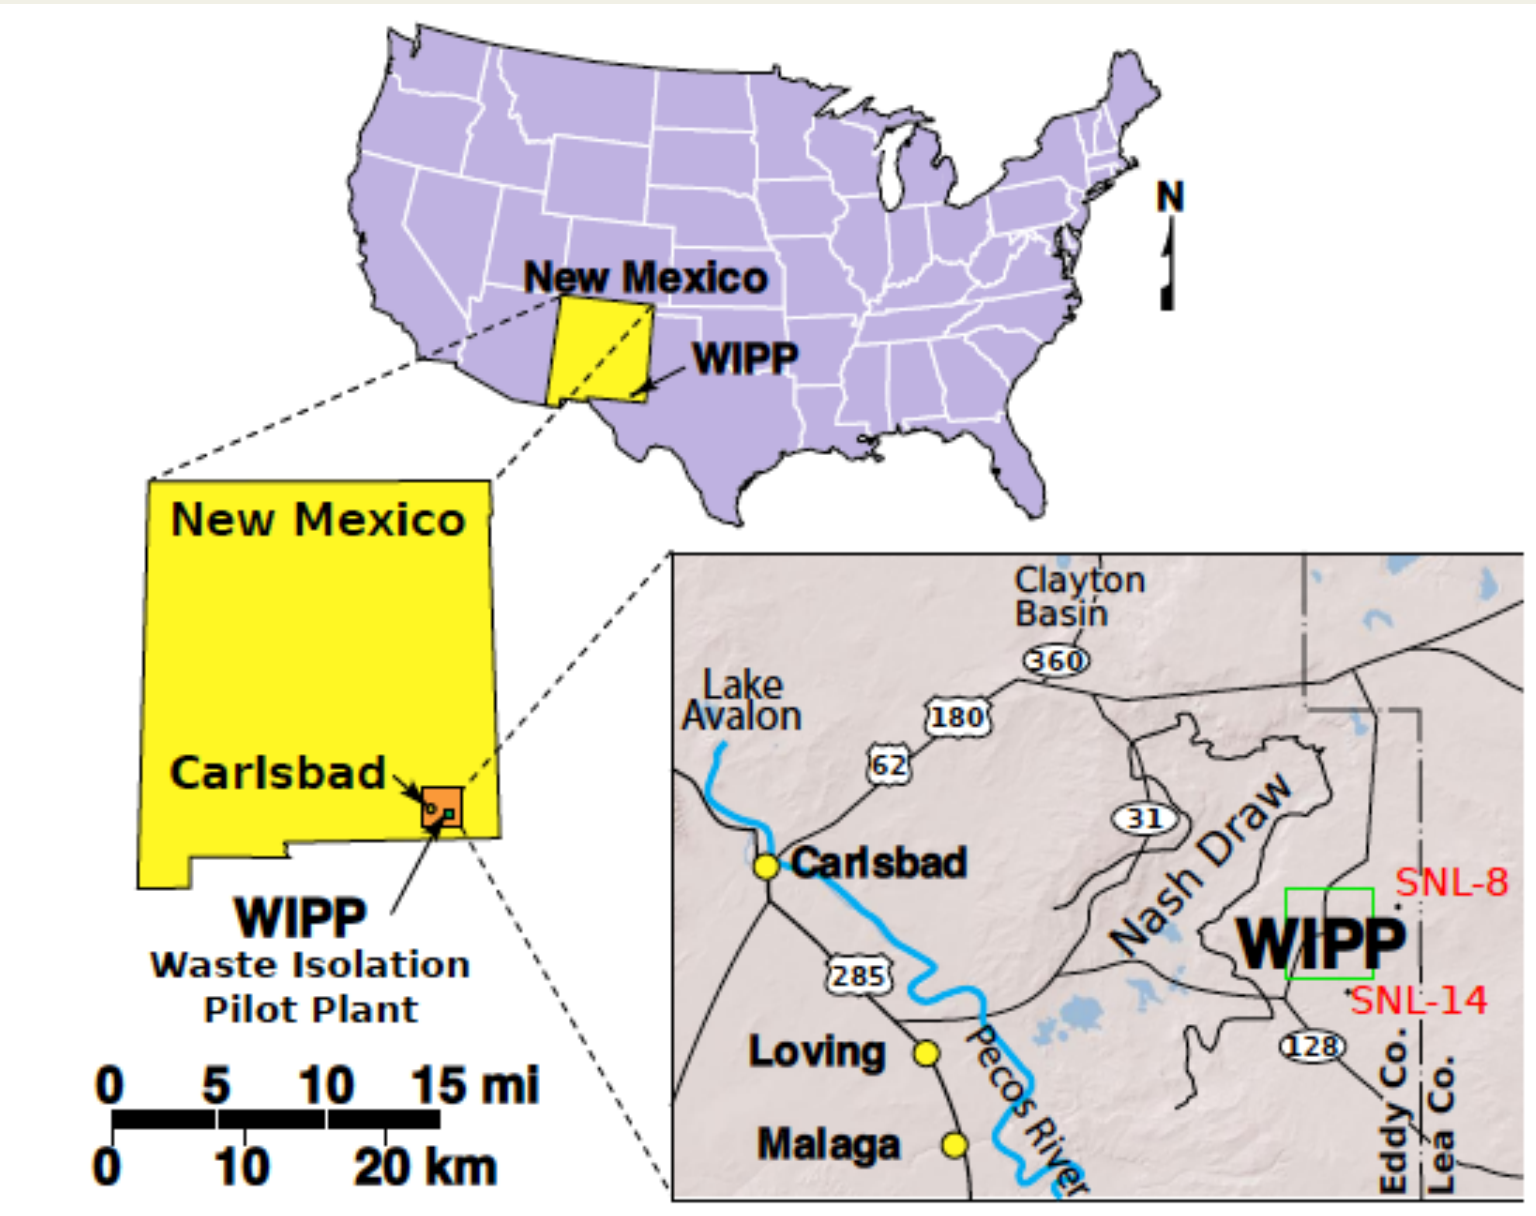 N
New Mexico
WIPP
New Mexico
Carlsbad
WIPP
Waste Isolation
Pilot Plant
0 5 10 15 mi
0 10 20 km
Clayton
Basin
360
Lake
Avalon
180
62
31
Nash Draw
Carlsbad
SNL-8
WIPP
285
SNL-14
Loving
128
Pecos River
Malaga
Eddy Co.
Lea Co.